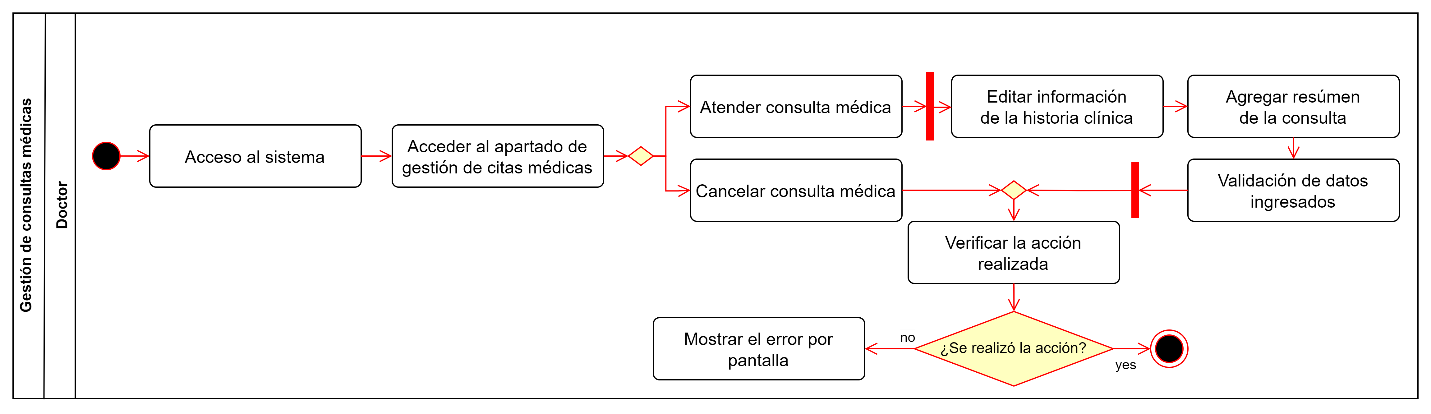 Gestión de consultas médicas
Doctor
Acceso al sistema
Acceder al apartado de
gestión de citas médicas
Atender consulta médica
Cancelar consulta médica
Editar información
de la historia clínica
Agregar resúmen
de la consulta
Validación de datos
ingresados
Verificar la acción
realizada
¿Se realizó la acción?
no
yes
Mostrar el error por
pantalla